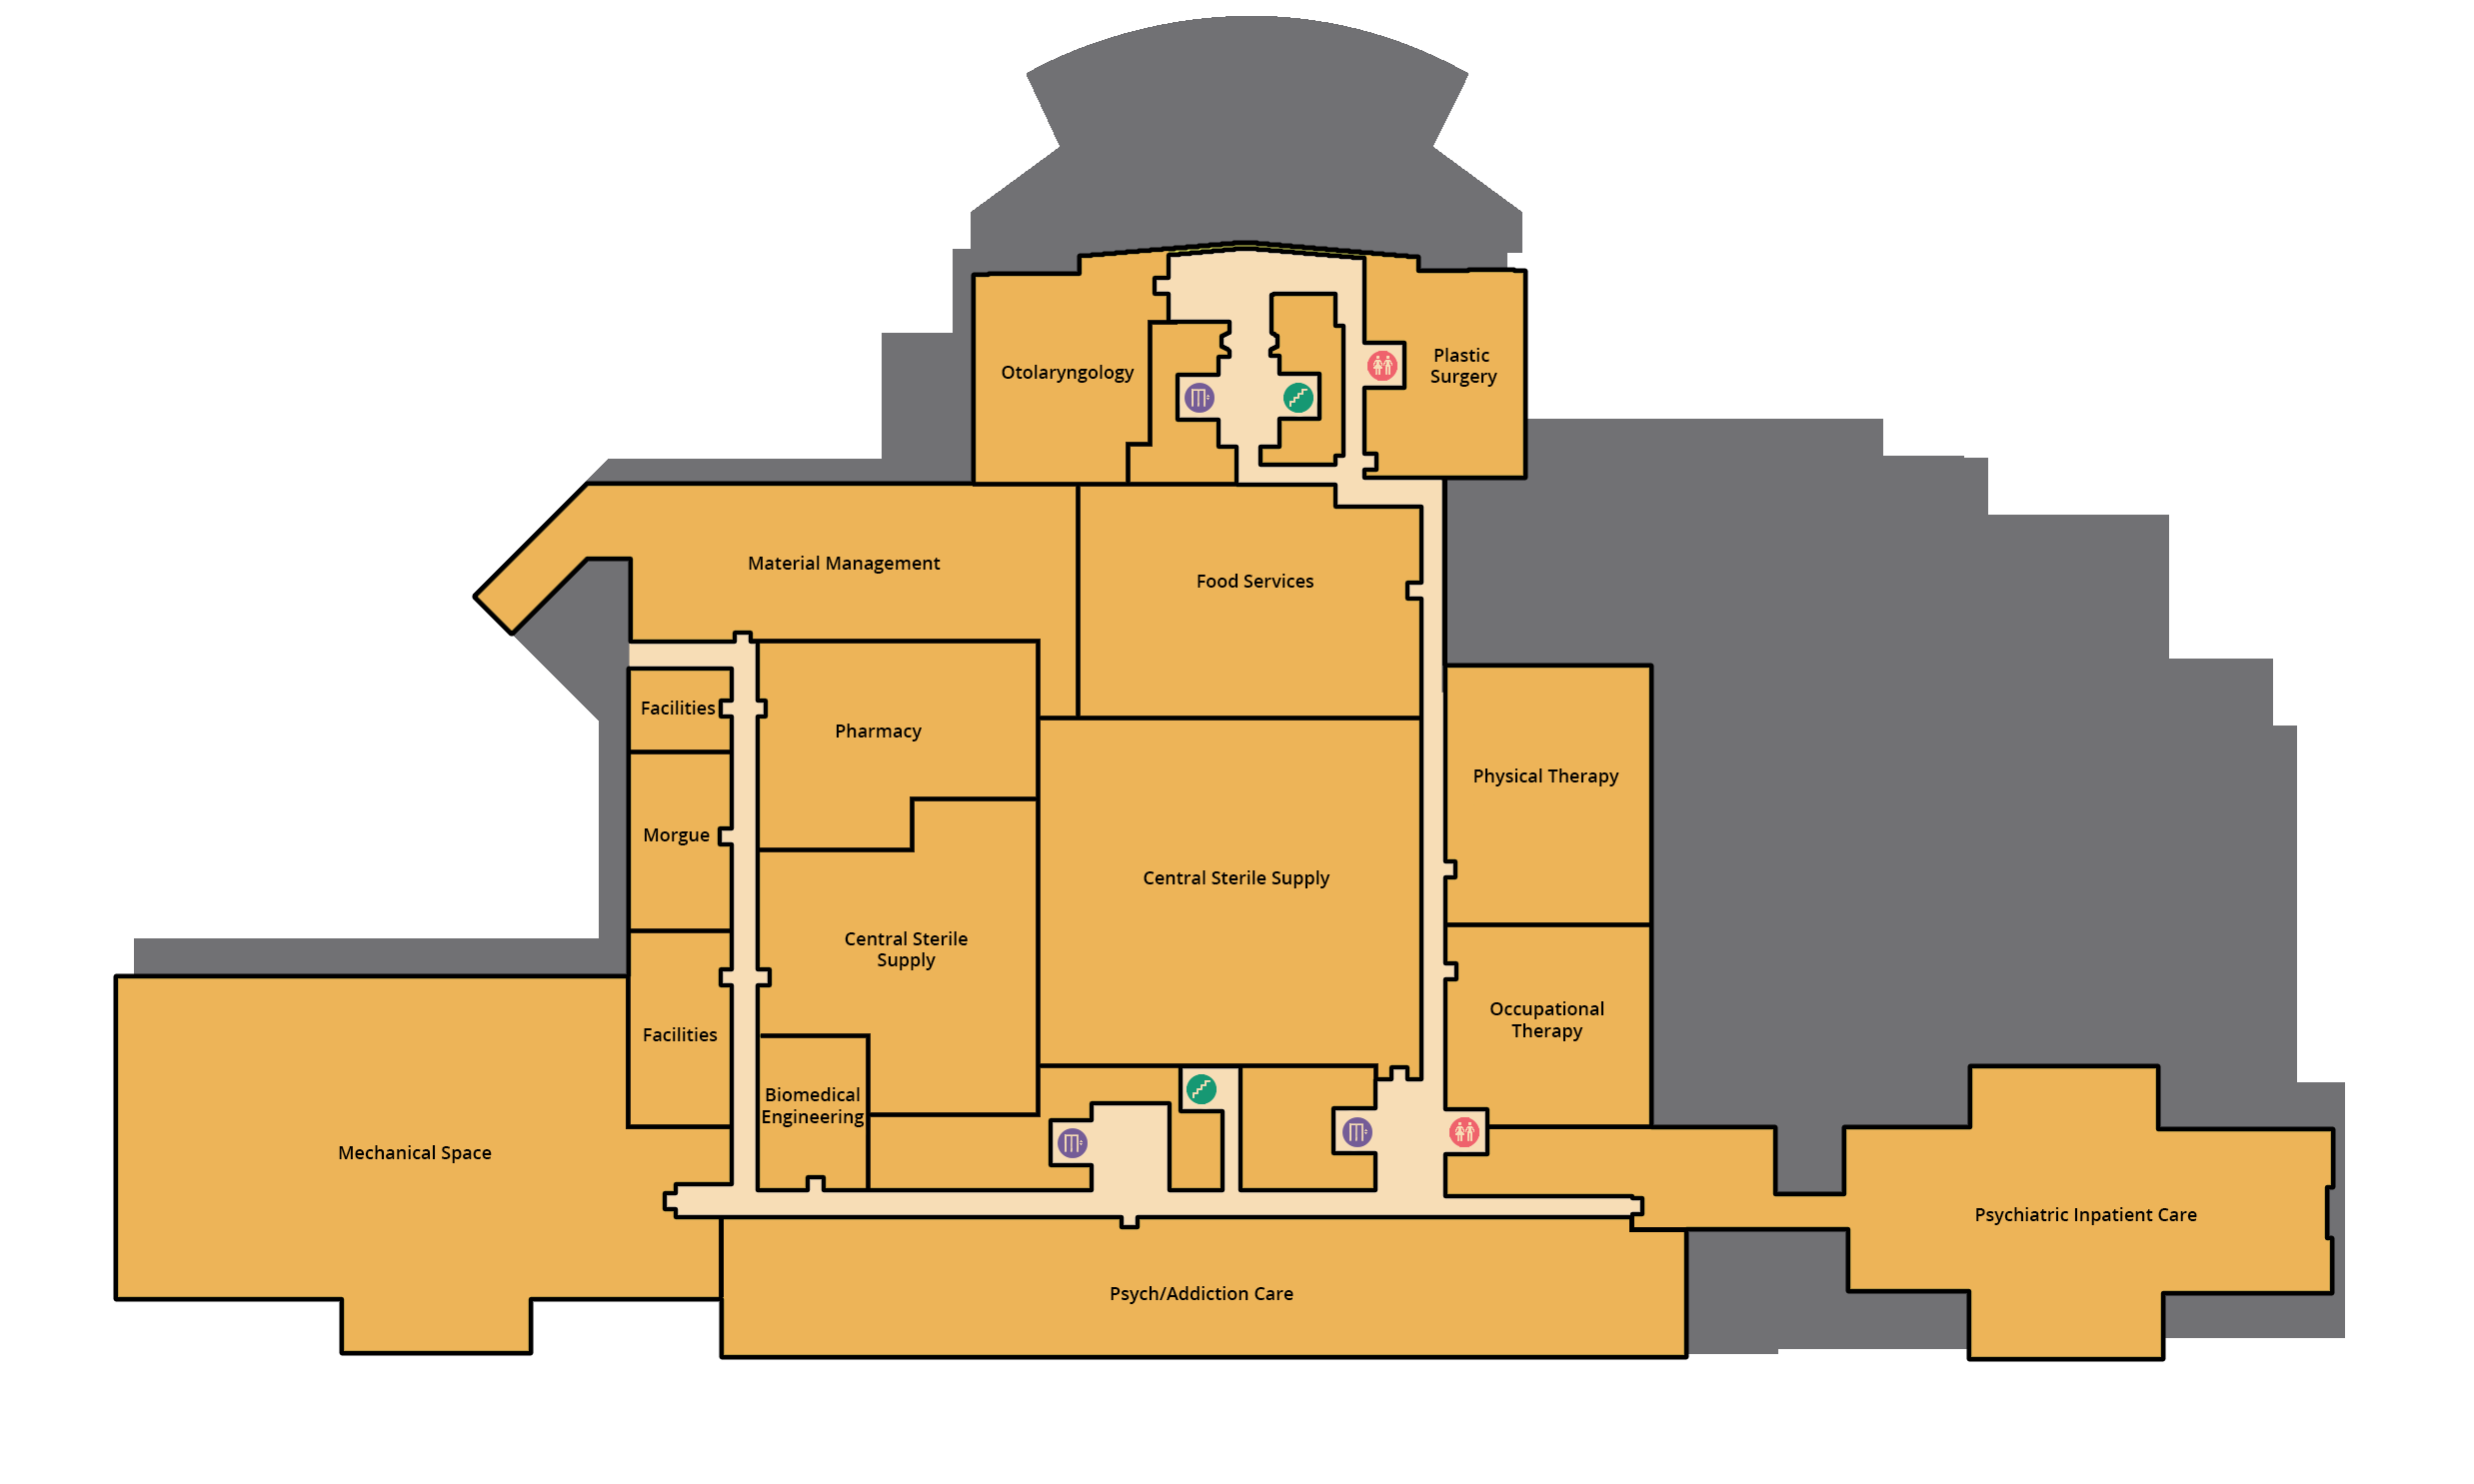 Otolaryngology
Plastic
Surgery
Material Management
Food Services
Facilities
Pharmacy
Physical Therapy
Morgue
Central Sterile Supply
Central Sterile
Supply
Occupational
Therapy
Facilities
Biomedical
Engineering
Mechanical Space
Psychiatric Inpatient Care
Psych/Addiction Care